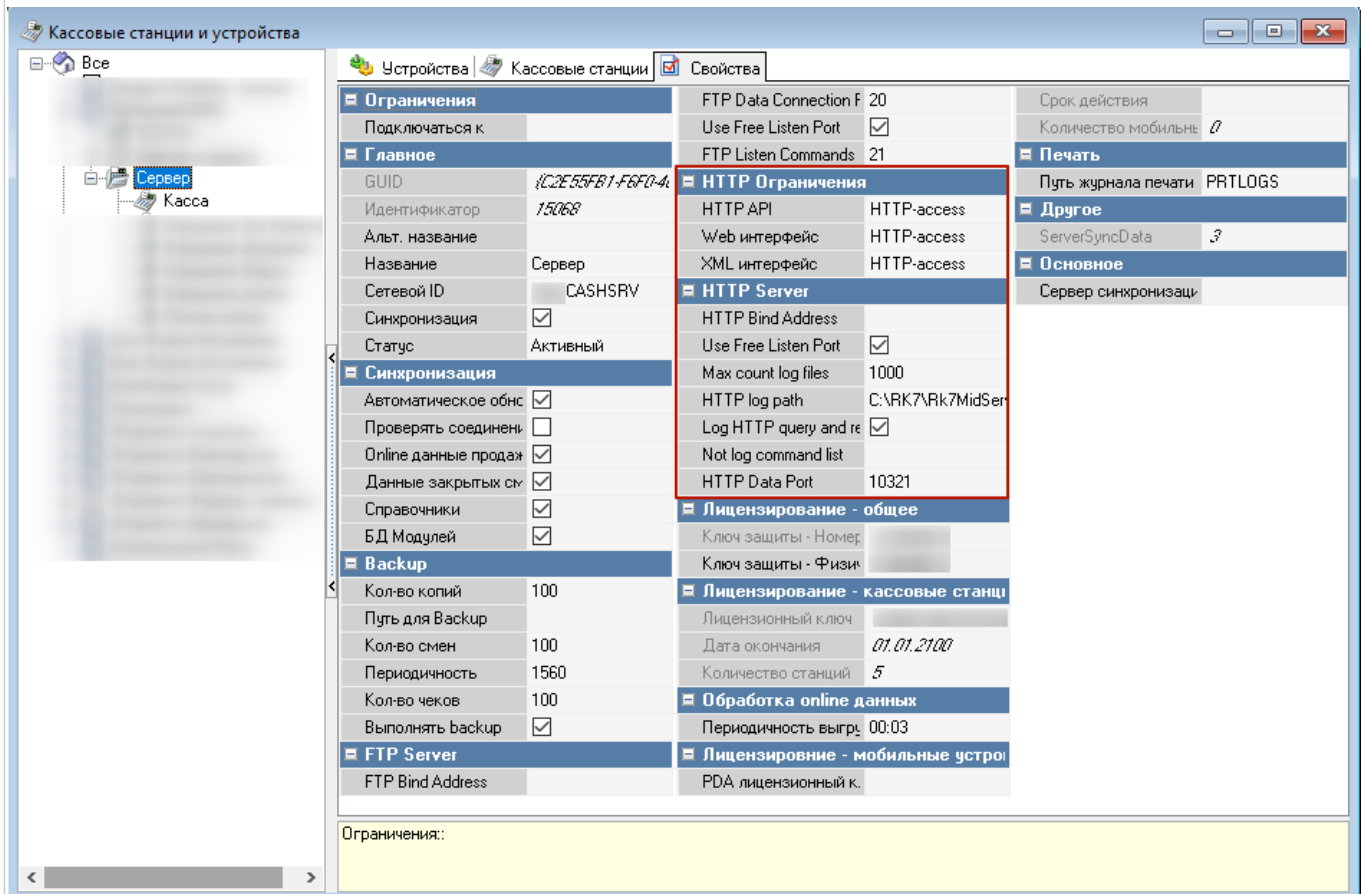 Кассовые станции и устройства
Все
Сервер
Касса
Устройства
Кассовые станции
Свойства
Ограничения
Подключаться к
Главное
GUID {C2E55FB1-F6F0-4
Идентификатор 15068
Альт. название
Название Сервер
Сетевой ID CASHSRV
Синхронизация
Статус Активный
Синхронизация
Автоматическое обнс
Проверять соединени
Online данные продаж
Данные закрытых см
Справочники
БД Модулей
Backup
Кол-во копий 100
Путь для Backup
Кол-во смен 100
Периодичность 1560
Кол-во чеков 100
Выполнять backup
FTP Server
FTP Bind Address
FTP Data Connection F 20
Use Free Listen Port
FTP Listen Commands 21
HTTP Ограничения
HTTP API HTTP-access
Web интерфейс HTTP-access
XML интерфейс HTTP-access
HTTP Server
HTTP Bind Address
Use Free Listen Port
Max count log files 1000
HTTP log path C:\RK7\Rk7MidSer
Log HTTP query and re
Not log command list
HTTP Data Port 10321
Лицензирование - общее
Ключ защиты - Номер
Ключ защиты - Физич
Лицензирование - кассовые станци
Лицензионный ключ
Дата окончания 01.01.2100
Количество станций 5
Обработка online данных
Периодичность выгру 00:03
Лицензировние - мобильные устрой
PDA лицензионный к.
Срок действия
Количество мобильнь 0
Печать
Путь журнала печати PRTLOGS
Другое
ServerSyncData 3
Основное
Сервер синхронизаци
Ограничения::